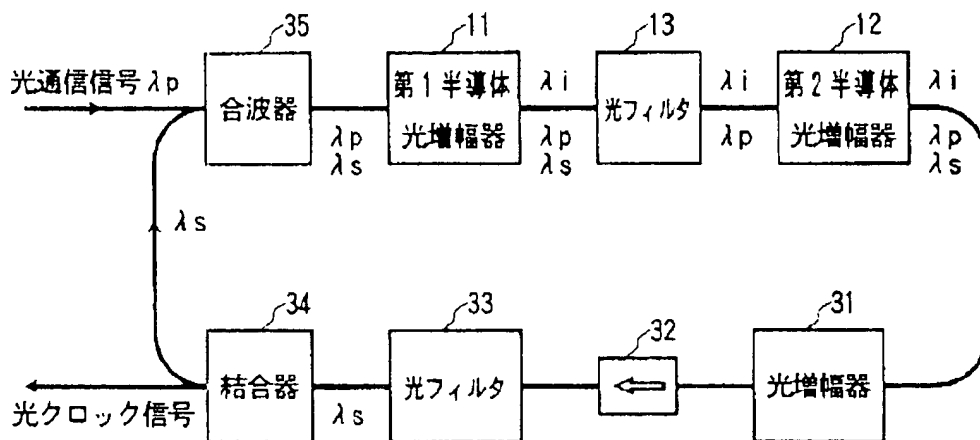 35
11
13
12
光通信信号 λp
合波器
λp
λs
第1半導体
光増幅器
λi
λp
λs
光フィルタ
λi
λp
第2半導体
光増幅器
λi
λp
λs
λs
34
33
32
31
結合器
λs
光フィルタ
光増幅器
光クロック信号